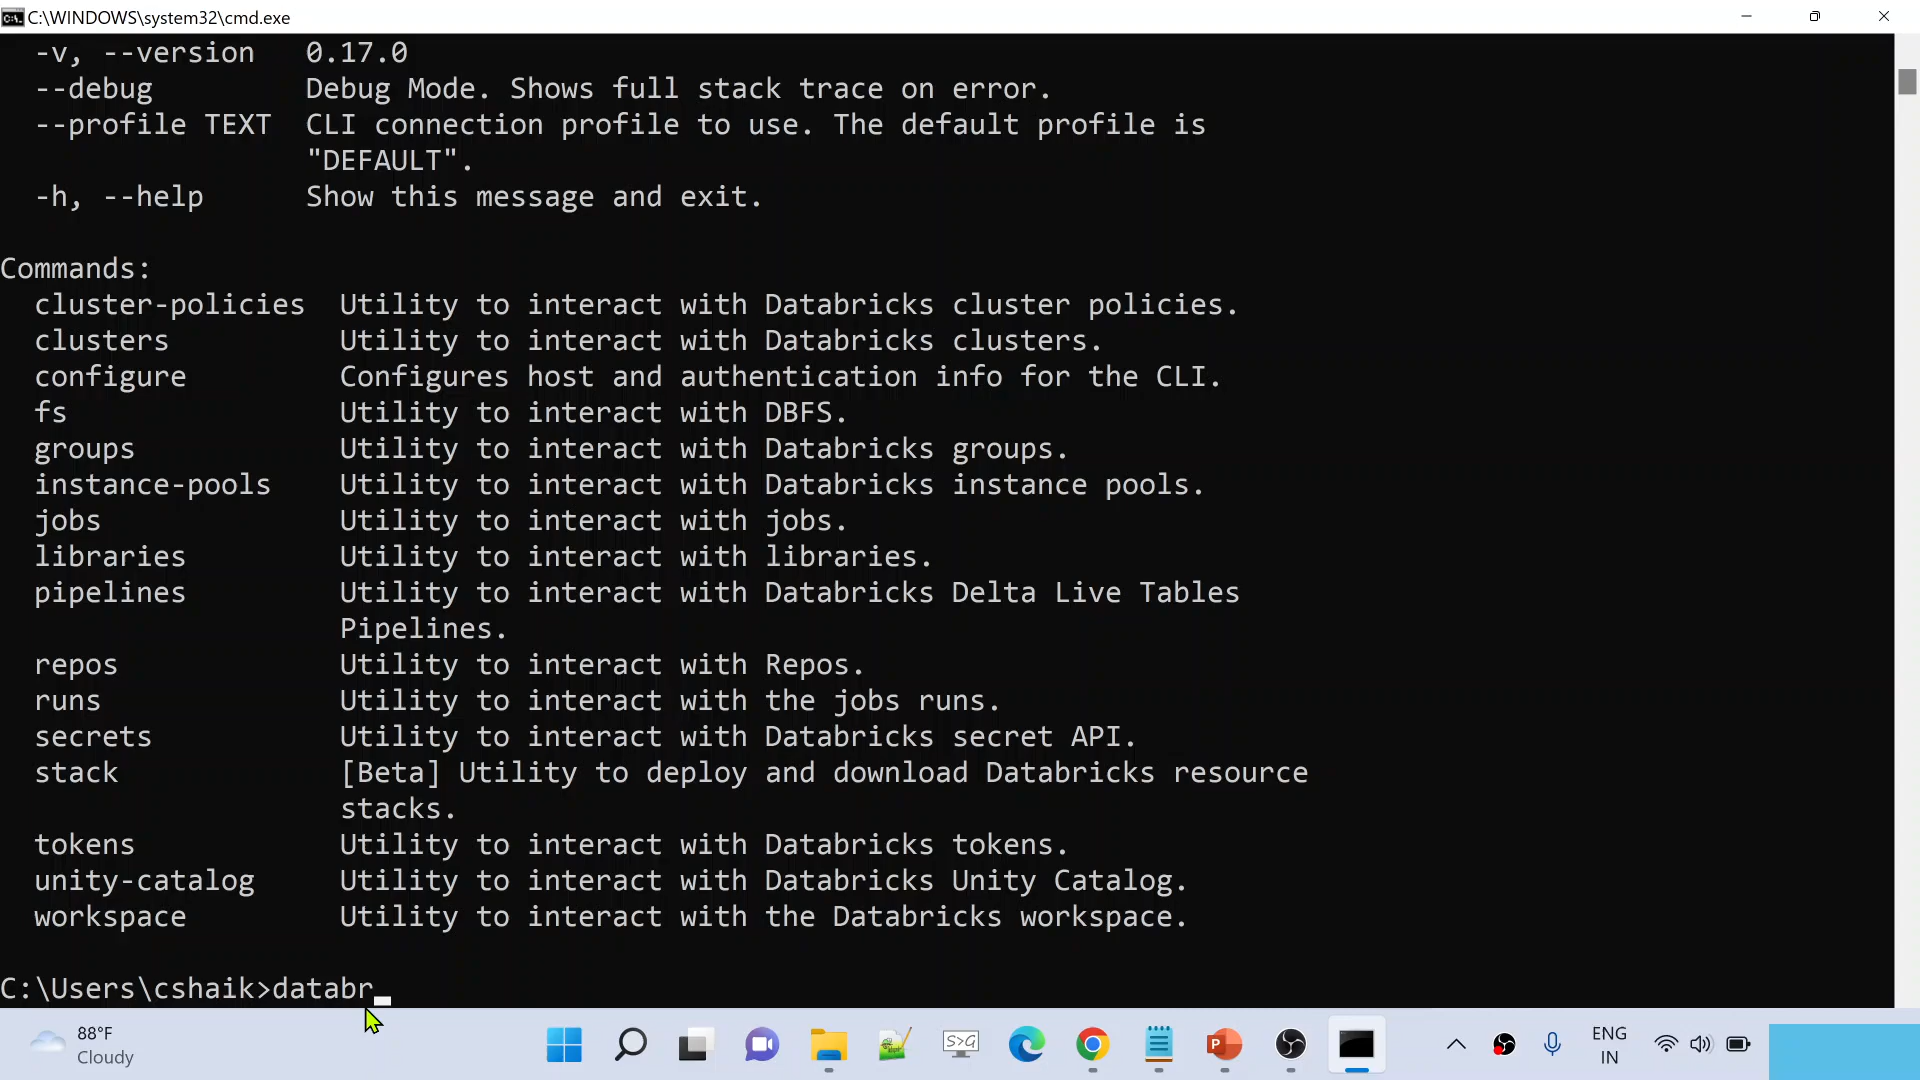 C:\WINDOWS\system32\cmd.exe
-v, --version   0.17.0
--debug         Debug Mode. Shows full stack trace on error.
--profile TEXT  CLI connection profile to use. The default profile is
"DEFAULT".
-h, --help      Show this message and exit.
Commands:
cluster-policies  Utility to interact with Databricks cluster policies.
clusters          Utility to interact with Databricks clusters.
configure         Configures host and authentication info for the CLI.
fs                Utility to interact with DBFS.
groups            Utility to interact with Databricks groups.
instance-pools    Utility to interact with Databricks instance pools.
jobs              Utility to interact with jobs.
libraries         Utility to interact with libraries.
pipelines         Utility to interact with Databricks Delta Live Tables
Pipelines.
repos             Utility to interact with Repos.
runs              Utility to interact with the jobs runs.
secrets           Utility to interact with Databricks secret API.
stack             [Beta] Utility to deploy and download Databricks resource
stacks.
tokens            Utility to interact with Databricks tokens.
unity-catalog     Utility to interact with Databricks Unity Catalog.
workspace         Utility to interact with the Databricks workspace.
C:\Users\cshaik>databr
88°F
Cloudy
S>G
P
ENG
IN